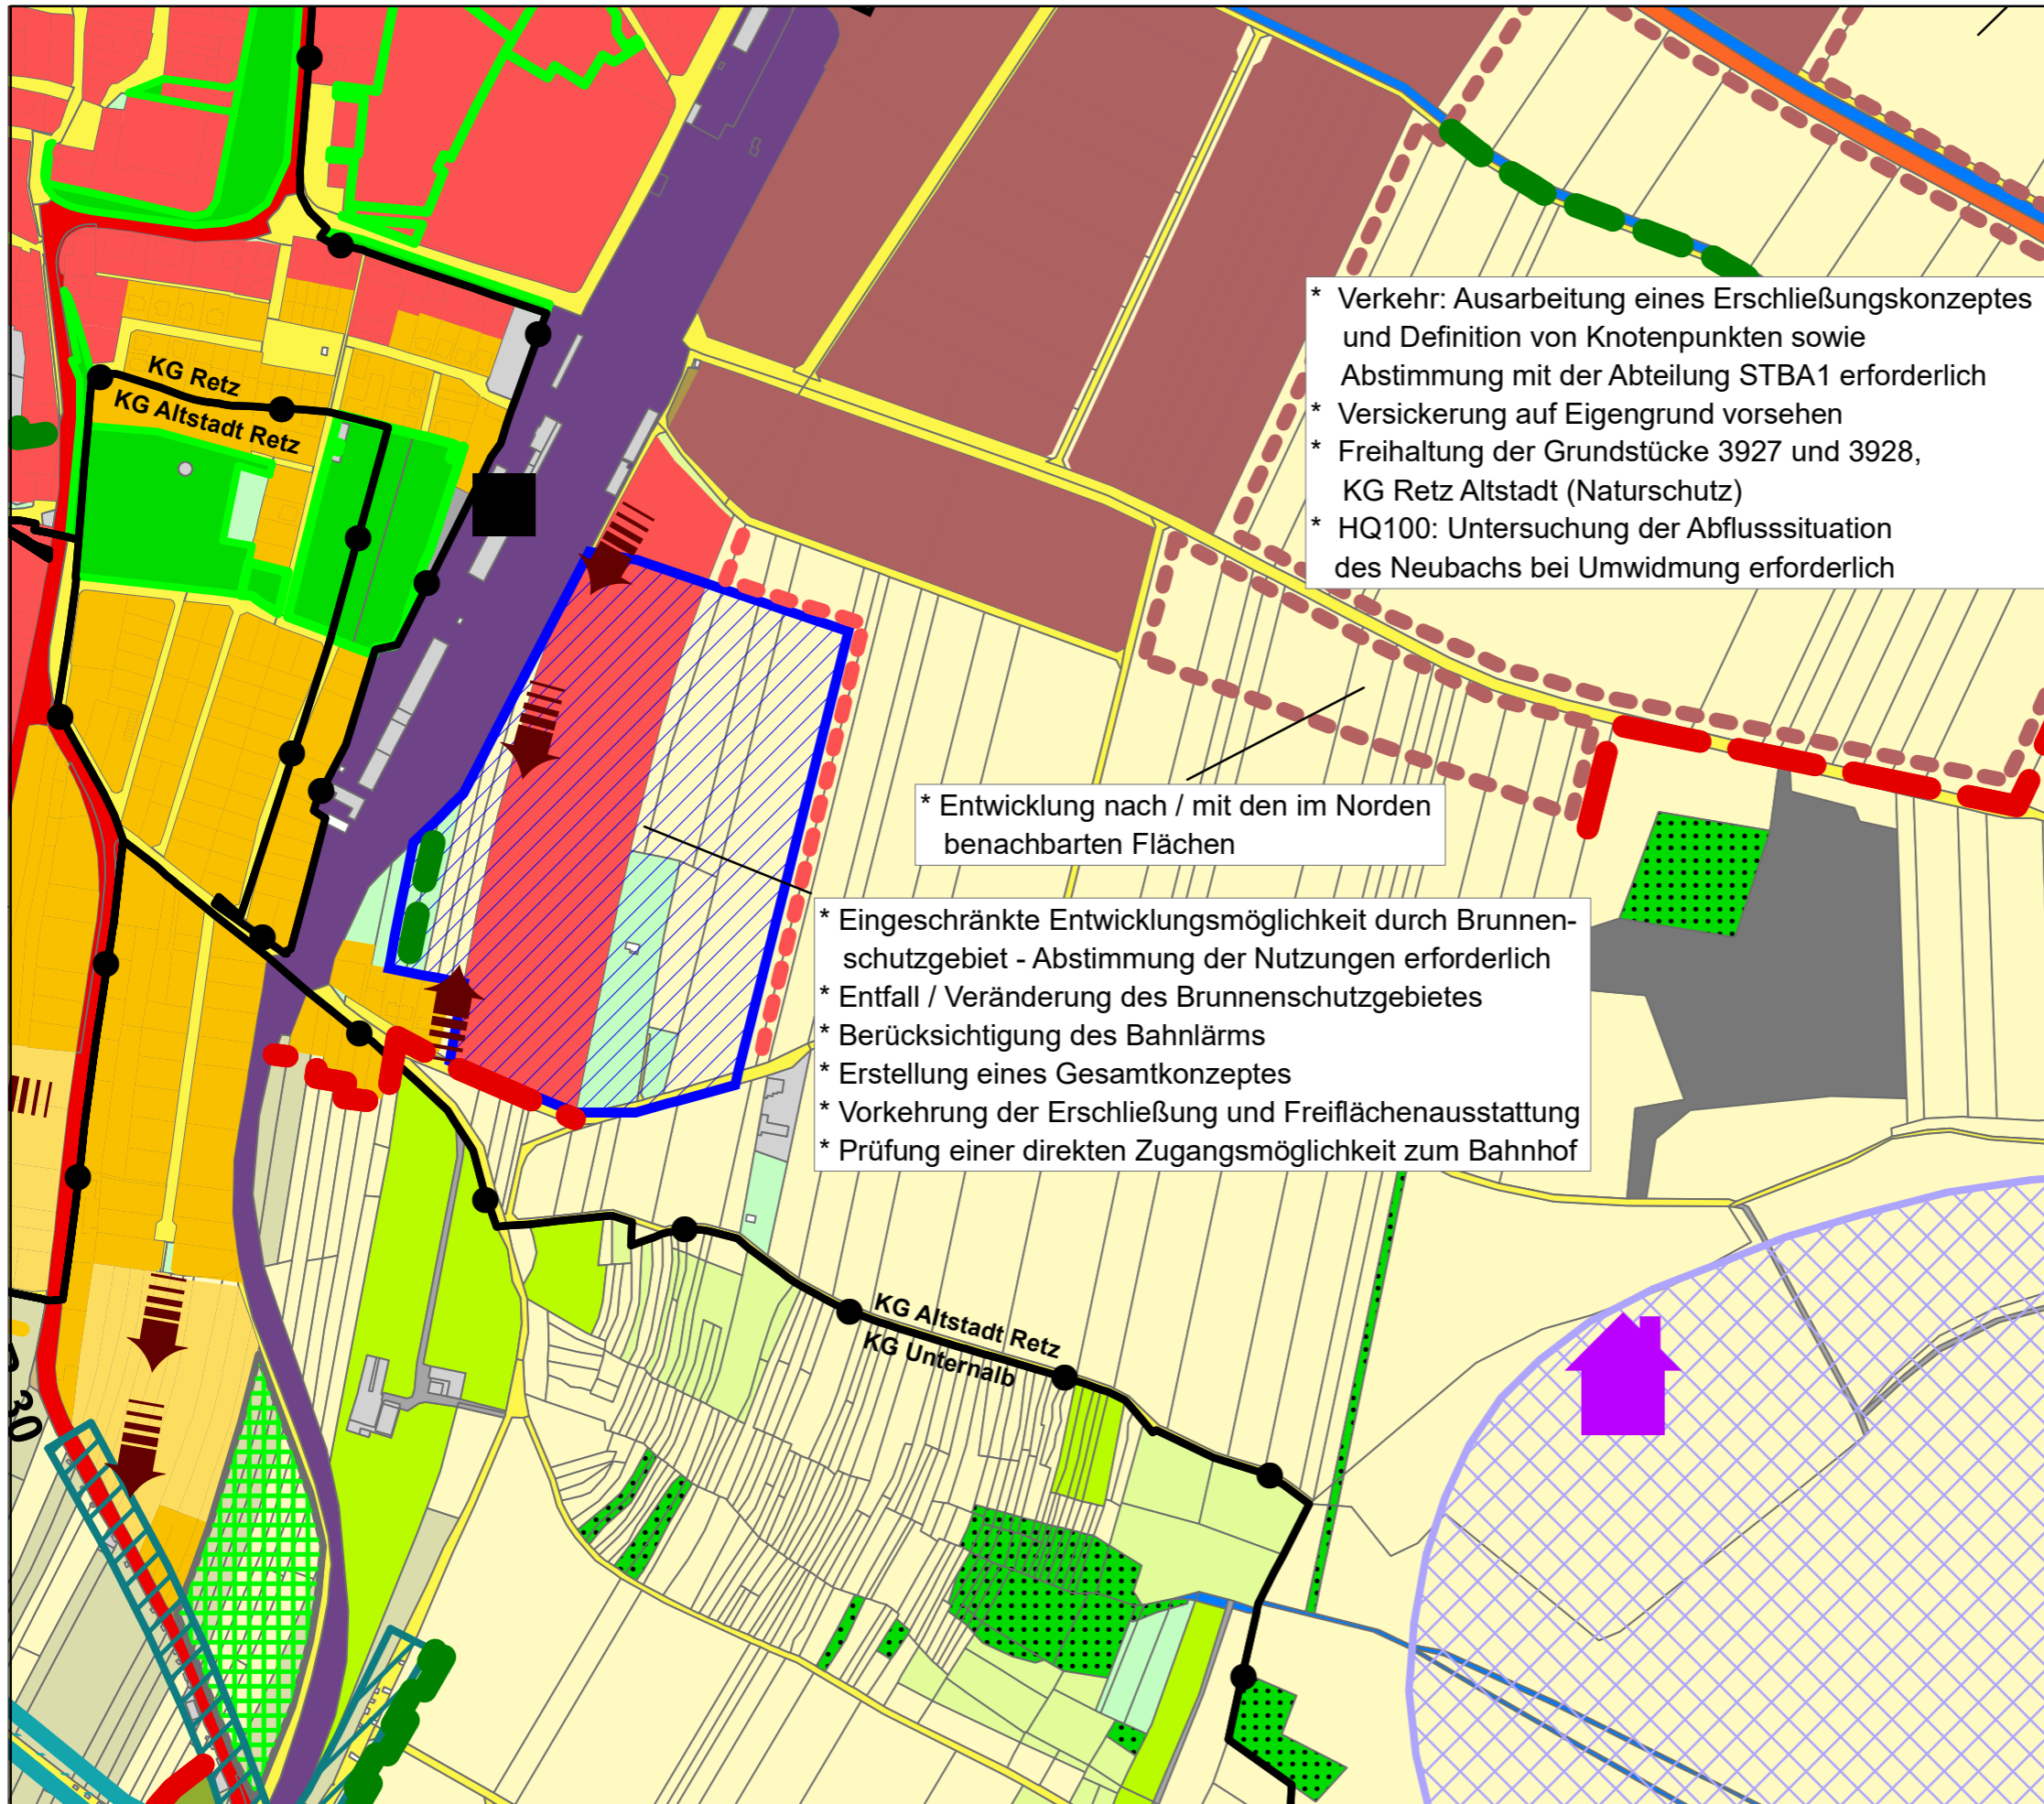 * Verkehr: Ausarbeitung eines Erschließungskonzeptes
und Definition von Knotenpunkten sowie
Abstimmung mit der Abteilung STBA1 erforderlich
* Versickerung auf Eigengrund vorsehen
* Freihaltung der Grundstücke 3927 und 3928,
KG Retz Altstadt (Naturschutz)
* HQ100: Untersuchung der Abflusssituation
des Neubachs bei Umwidmung erforderlich
KG Retz
KG Altstadt Retz
* Entwicklung nach / mit den im Norden
benachbarten Flächen
* Eingeschränkte Entwicklungsmöglichkeit durch Brunnen-
schutzgebiet - Abstimmung der Nutzungen erforderlich
* Entfall / Veränderung des Brunnenschutzgebietes
* Berücksichtigung des Bahnlärms
* Erstellung eines Gesamtkonzeptes
* Vorkehrung der Erschließung und Freiflächenausstattung
* Prüfung einer direkten Zugangsmöglichkeit zum Bahnhof
KG Altstadt Retz
KG Unternalb
30